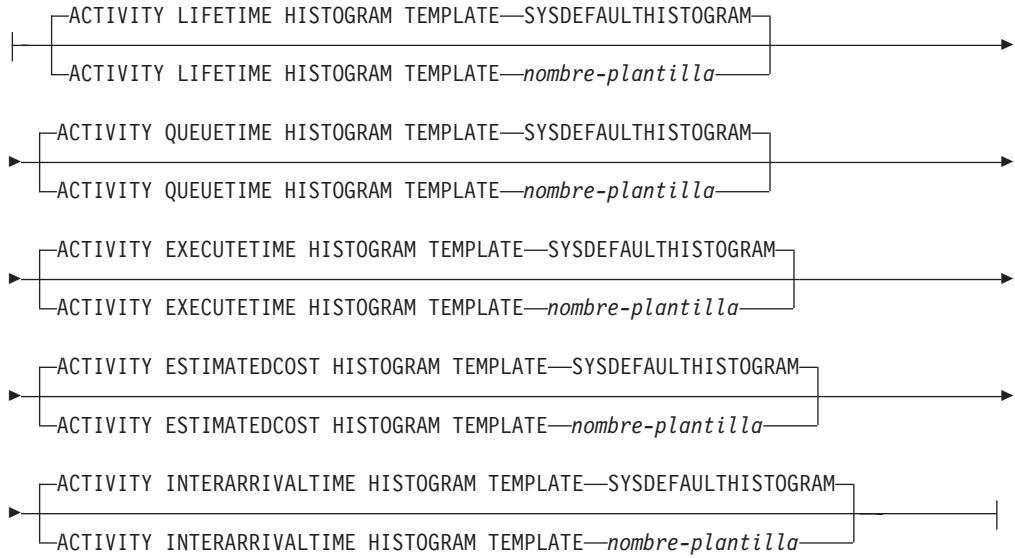 ACTIVITY LIFETIME HISTOGRAM TEMPLATE SYSDEFAULTHISTOGRAM
ACTIVITY LIFETIME HISTOGRAM TEMPLATE nombre-plantilla
ACTIVITY QUEUETIME HISTOGRAM TEMPLATE SYSDEFAULTHISTOGRAM
ACTIVITY QUEUETIME HISTOGRAM TEMPLATE nombre-plantilla
ACTIVITY EXECUTETIME HISTOGRAM TEMPLATE SYSDEFAULTHISTOGRAM
ACTIVITY EXECUTETIME HISTOGRAM TEMPLATE nombre-plantilla
ACTIVITY ESTIMATEDCOST HISTOGRAM TEMPLATE SYSDEFAULTHISTOGRAM
ACTIVITY ESTIMATEDCOST HISTOGRAM TEMPLATE nombre-plantilla
ACTIVITY INTERARRIVALTIME HISTOGRAM TEMPLATE SYSDEFAULTHISTOGRAM
ACTIVITY INTERARRIVALTIME HISTOGRAM TEMPLATE nombre-plantilla